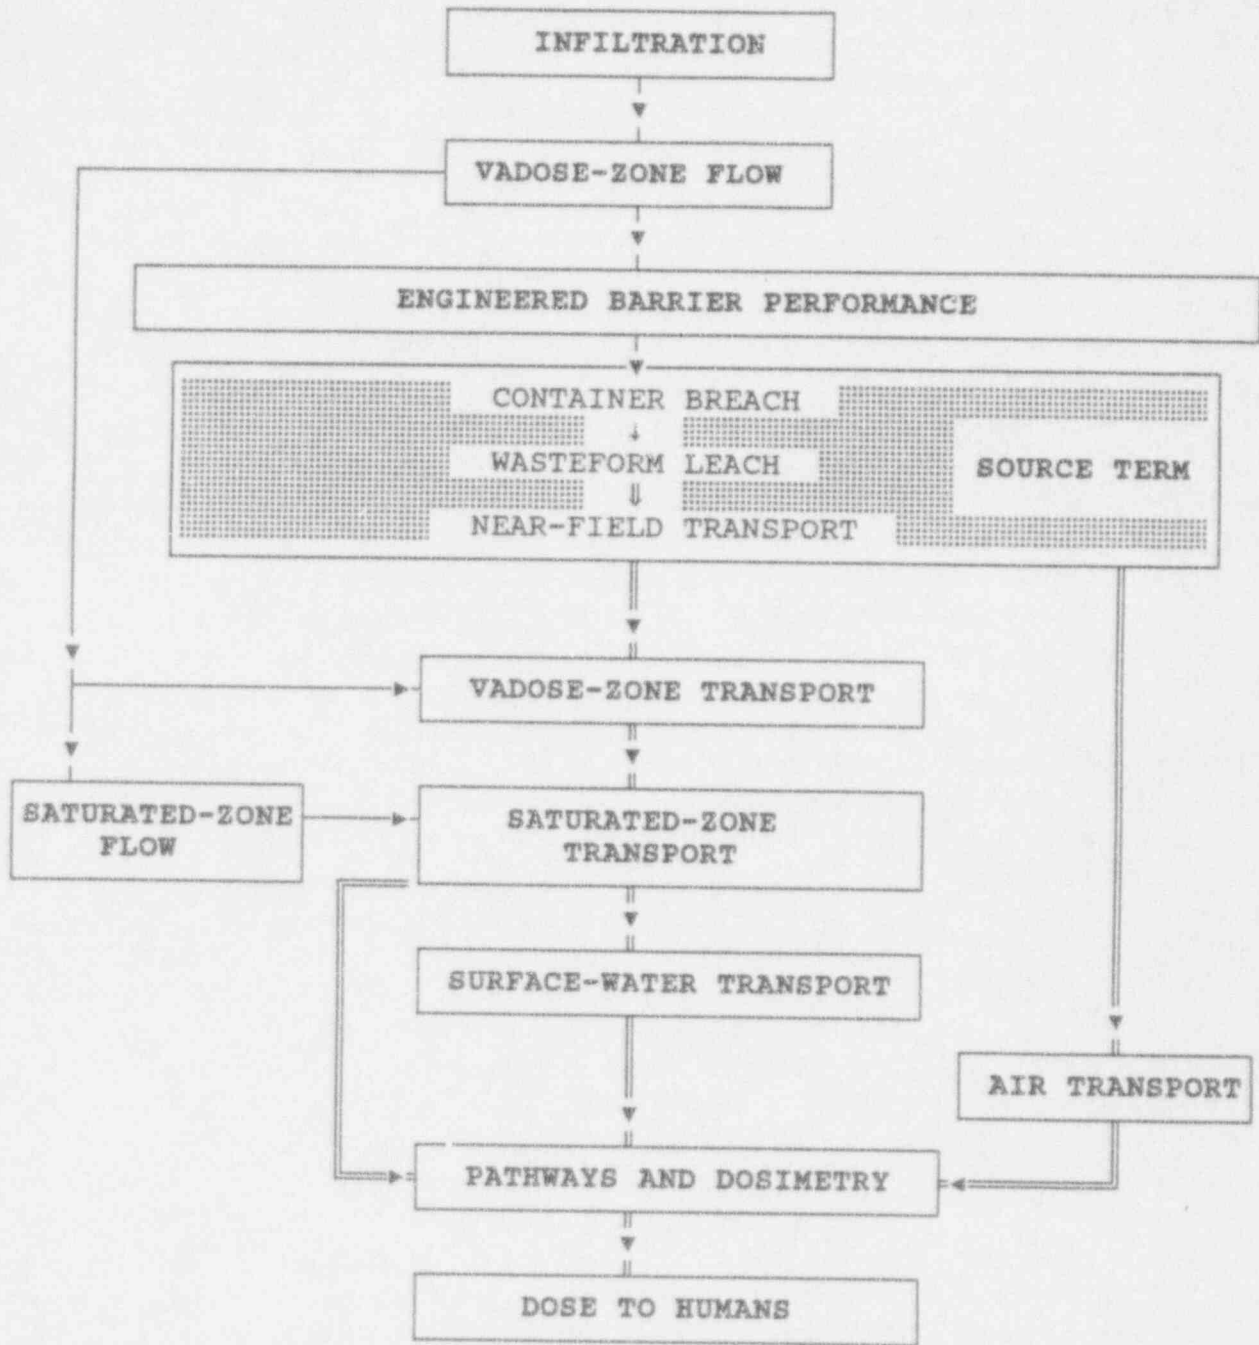 INFILTRATION
VADOSE-ZONE FLOW
ENGINEERED BARRIER PERFORMANCE
CONTAINER BREACH
WASTEFORM LEACH
SOURCE TERM
NEAR-FIELD TRANSPORT
VADOSE-ZONE TRANSPORT
SATURATED-ZONE
FLOW
SATURATED-ZONE
TRANSPORT
SURFACE-WATER TRANSPORT
AIR TRANSPORT
PATHWAYS AND DOSIMETRY
DOSE TO HUMANS